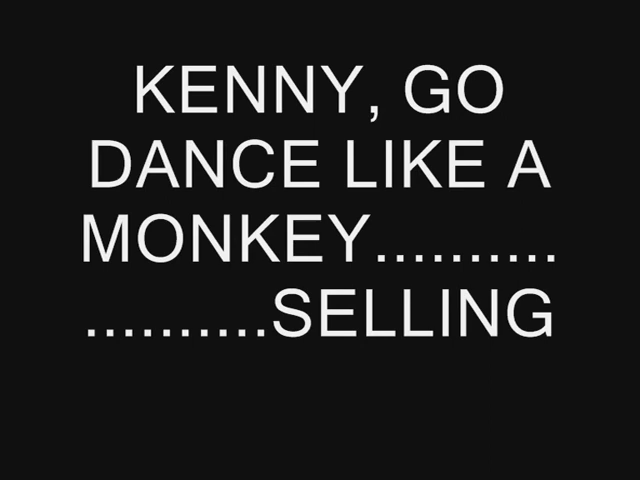 KENNY, GO
DANCE LIKE A
MONKEY..........
..........SELLING